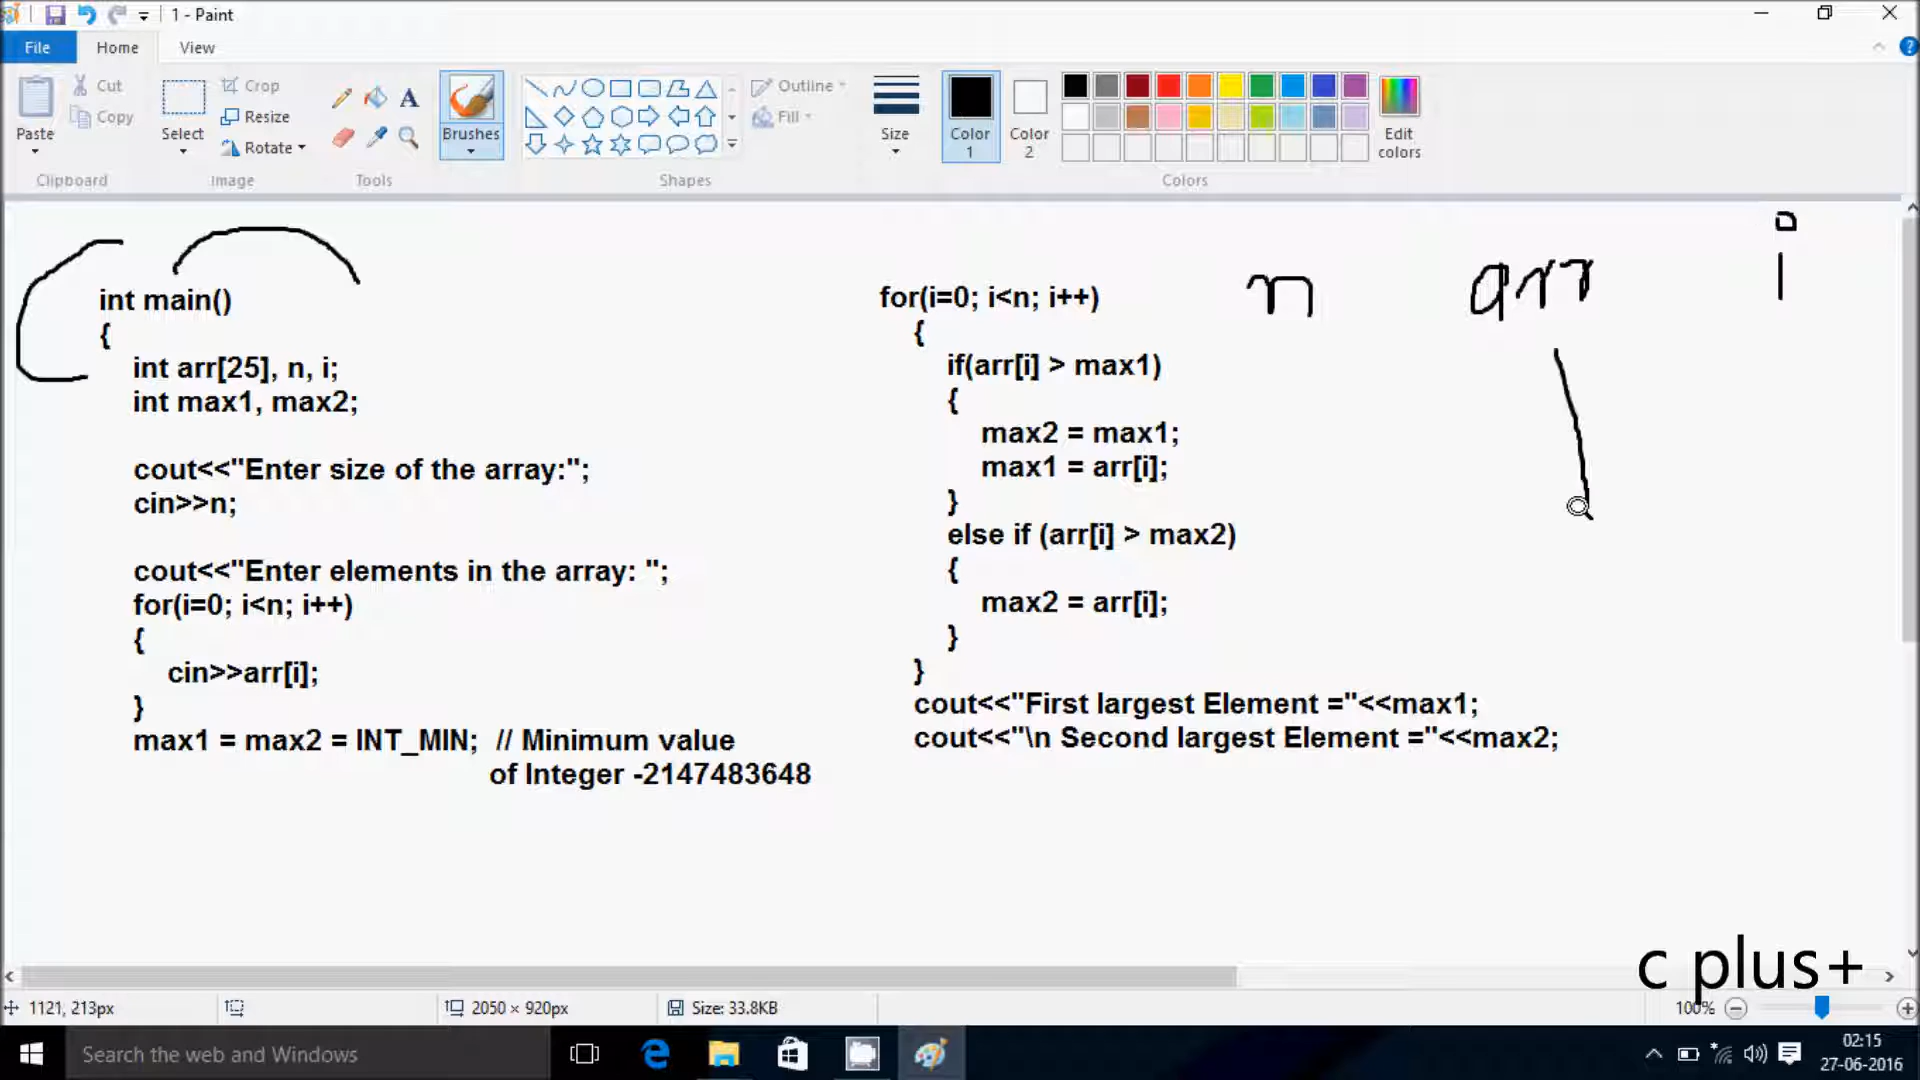 1 - Paint
File Home View
Paste
Cut
Copy
Clipboard
Select
Crop
Resize
Rotate
Image
A
Tools
Brushes
Outline
Fill
Shapes
Size
Color 1
Color 2
Edit colors
Colors
int main()
{
int arr[25], n, i;
int max1, max2;
cout<<"Enter size of the array:";
cin>>n;
cout<<"Enter elements in the array: ";
for(i=0; i<n; i++)
{
cin>>arr[i];
}
max1 = max2 = INT_MIN; // Minimum value
of Integer -2147483648
for(i=0; i<n; i++)
{
if(arr[i] > max1)
{
max2 = max1;
max1 = arr[i];
}
else if (arr[i] > max2)
{
max2 = arr[i];
}
}
cout<<"First largest Element ="<<max1;
cout<<"\n Second largest Element ="<<max2;
n arr i
c plus+
1121, 213px
2050 × 920px
Size: 33.8KB
100%
Search the web and Windows
02:15
27-06-2016